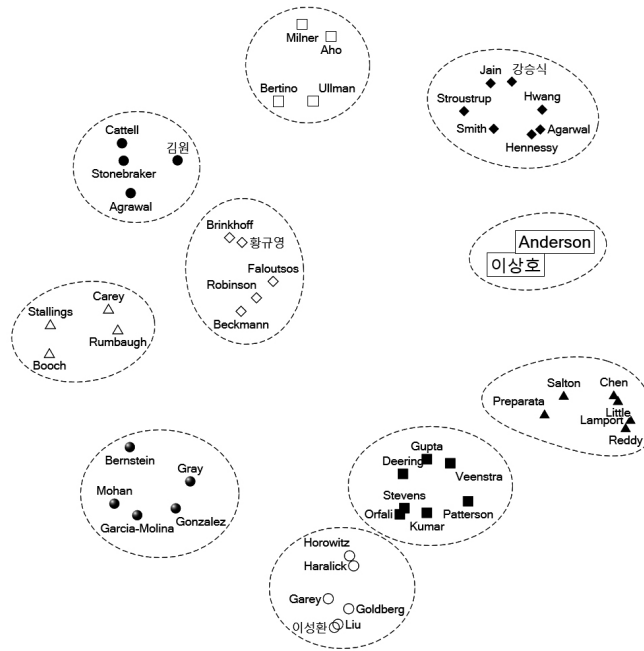 Milner
Aho
Bertino
Ullman
Jain
강승식
Stroustrup
Hwang
Smith
Agarwal
Hennessy
Cattell
김원
Stonebraker
Agrawal
Brinkhoff
황규영
Faloutsos
Robinson
Beckmann
Anderson
이상호
Carey
Stallings
Rumbaugh
Booch
Salton
Chen
Preparata
Little
Lamport
Reddy
Bernstein
Gray
Mohan
Garcia-Molina
Gonzalez
Gupta
Deering
Veenstra
Stevens
Orfali
Patterson
Kumar
Horowitz
Haralick
Garey
Goldberg
이성환
Liu